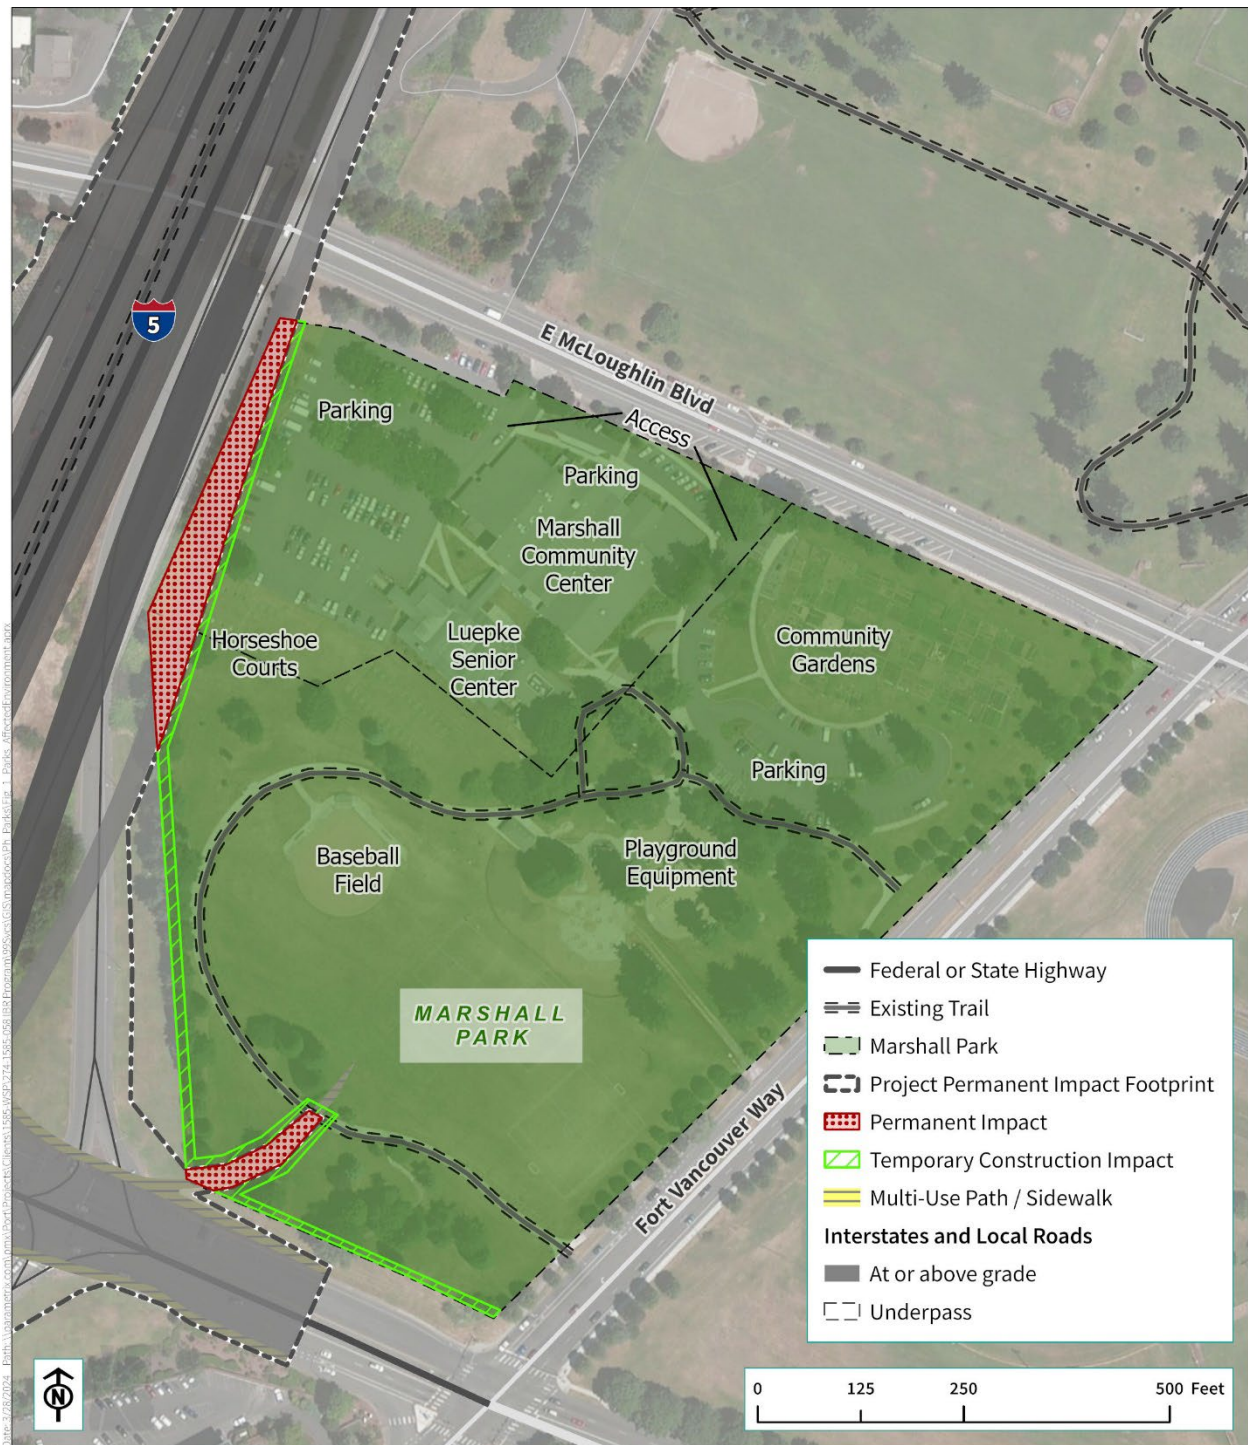 E McLoughlin Blvd
5
Parking
Access
Parking
Marshall
Community
Center
Horseshoe
Courts
Luepke
Senior
Center
Community
Gardens
Parking
Baseball
Field
Playground
Equipment
MARSHALL
PARK
Fort Vancouver Way
Federal or State Highway
Existing Trail
Marshall Park
Project Permanent Impact Footprint
Permanent Impact
Temporary Construction Impact
Multi-Use Path / Sidewalk
Interstates and Local Roads
At or above grade
Underpass
N
0 125 250 500 Feet